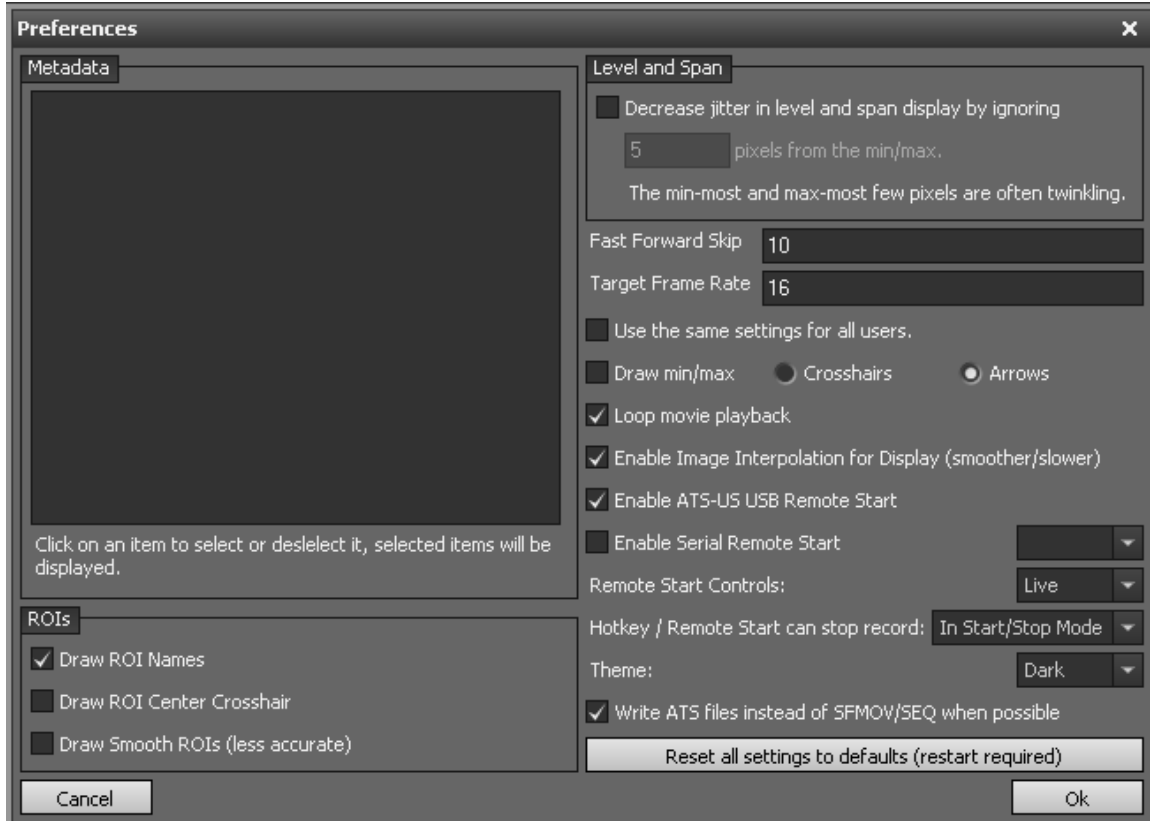 Preferences
Metadata
Click on an item to select or deslelect it, selected items will be
displayed.
ROIs
Draw ROI Names
Draw ROI Center Crosshair
Draw Smooth ROIs (less accurate)
Cancel
Level and Span
Decrease jitter in level and span display by ignoring
5 pixels from the min/max.
The min-most and max-most few pixels are often twinkling.
Fast Forward Skip 10
Target Frame Rate 16
Use the same settings for all users.
Draw min/max Crosshairs Arrows
Loop movie playback
Enable Image Interpolation for Display (smoother/slower)
Enable ATS-US USB Remote Start
Enable Serial Remote Start
Remote Start Controls: Live
Hotkey / Remote Start can stop record: In Start/Stop Mode
Theme: Dark
Write ATS files instead of SFMOV/SEQ when possible
Reset all settings to defaults (restart required)
Ok